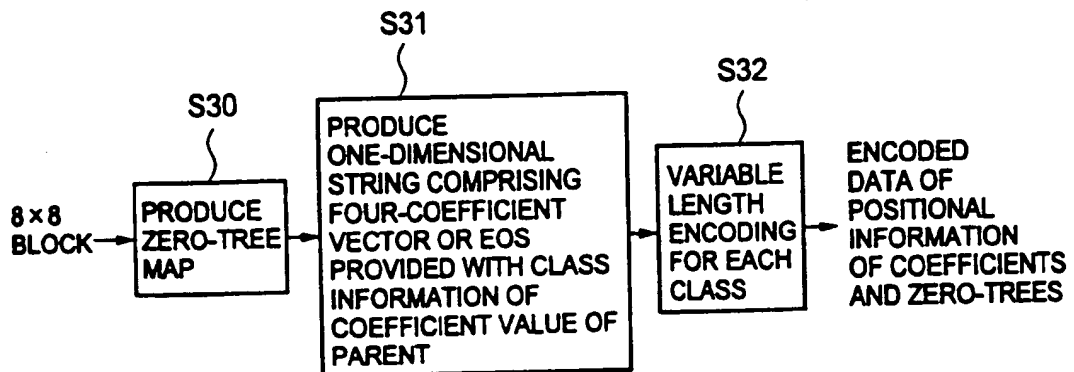 S31
S32
S30
8×8
BLOCK
PRODUCE
ZERO-TREE
MAP
PRODUCE
ONE-DIMENSIONAL
STRING COMPRISING
FOUR-COEFFICIENT
VECTOR OR EOS
PROVIDED WITH CLASS
INFORMATION OF
COEFFICIENT VALUE OF
PARENT
VARIABLE
LENGTH
ENCODING
FOR EACH
CLASS
ENCODED
DATA OF
POSITIONAL
INFORMATION
OF COEFFICIENTS
AND ZERO-TREES